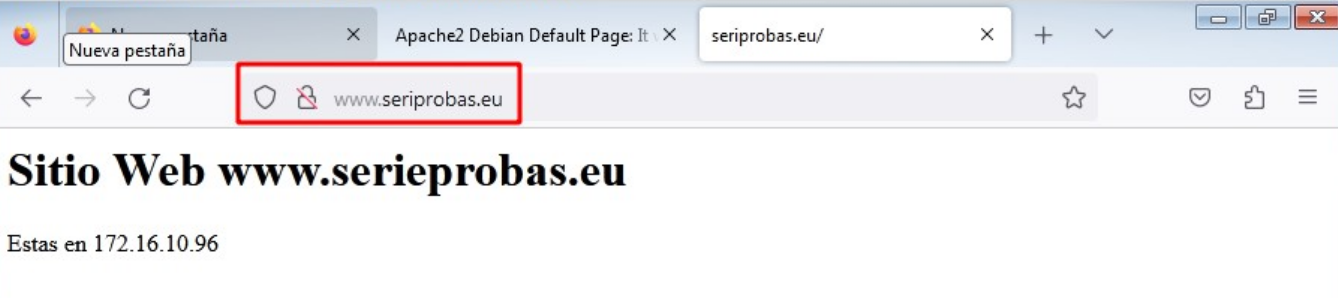 staña
Apache2 Debian Default Page: It
seriprobas.eu/
Nueva pestaña
www.seriprobas.eu
Sitio Web www.serieprobas.eu
Estas en 172.16.10.96